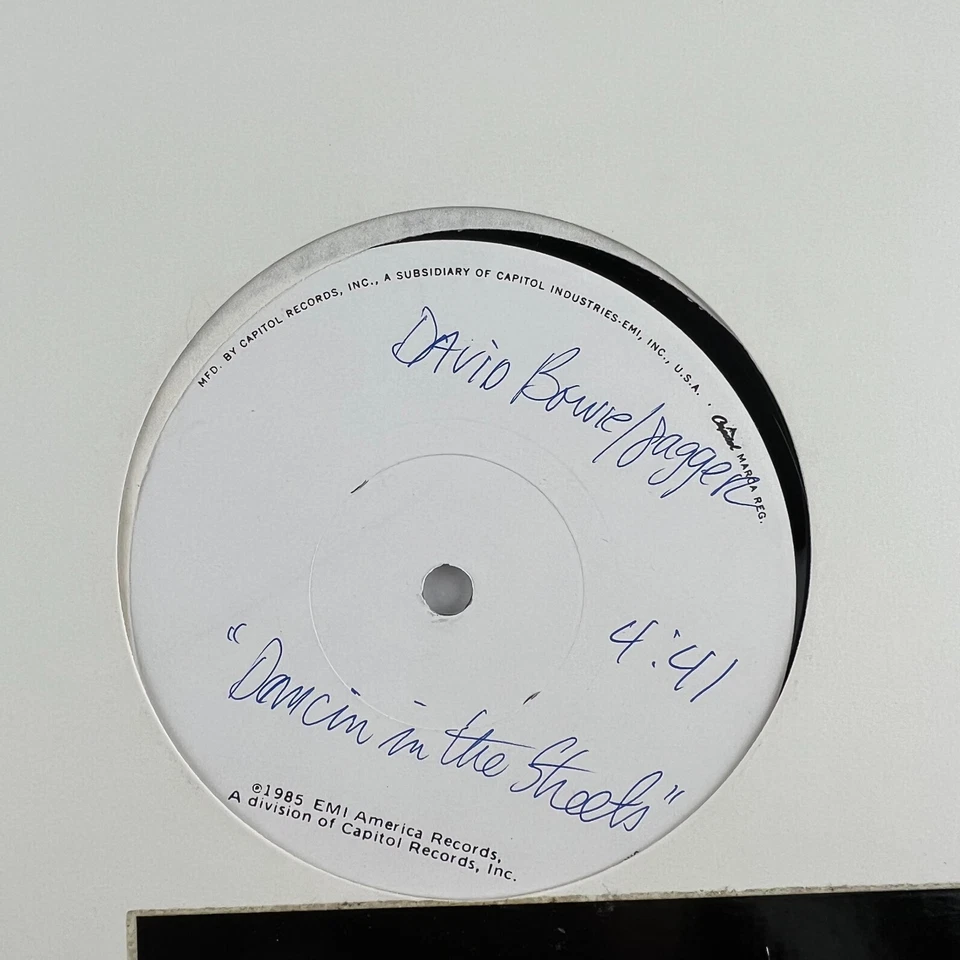 MFD. BY CAPITOL RECORDS, INC., A SUBSIDIARY OF CAPITOL INDUSTRIES-EMI, INC., U.S.A. · Capitol MARCA REG.
DAViD Bowie/Jagger
4:41
"Dancin in the Streets"
©1985 EMI America Records,
A division of Capitol Records, Inc.